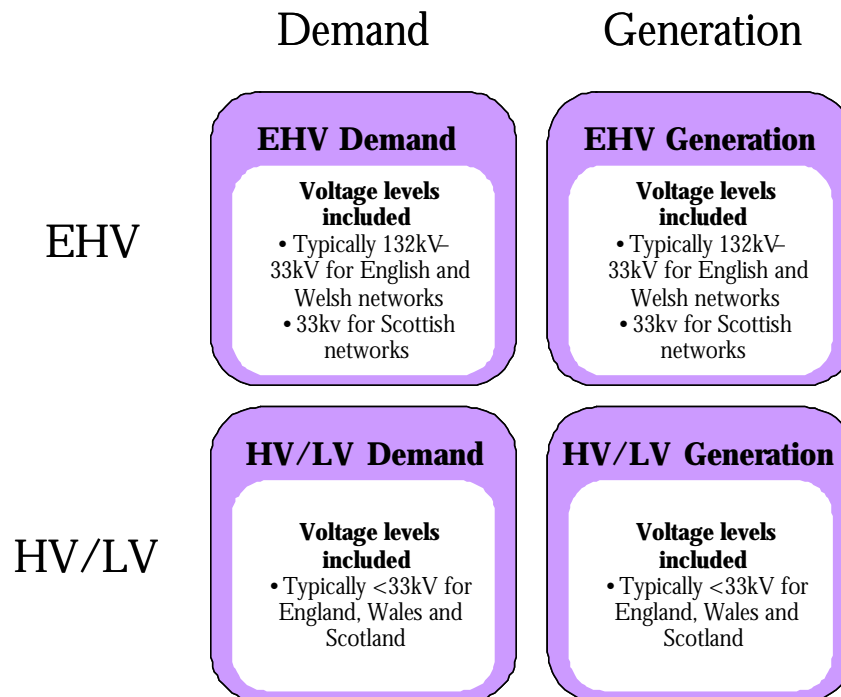 Demand
Generation
EHV
EHV Demand
Voltage levels
included
• Typically 132kV–
33kV for English and
Welsh networks
• 33kv for Scottish
networks
EHV Generation
Voltage levels
included
• Typically 132kV–
33kV for English and
Welsh networks
• 33kv for Scottish
networks
HV/LV
HV/LV Demand
Voltage levels
included
• Typically <33kV for
England, Wales and
Scotland
HV/LV Generation
Voltage levels
included
• Typically <33kV for
England, Wales and
Scotland